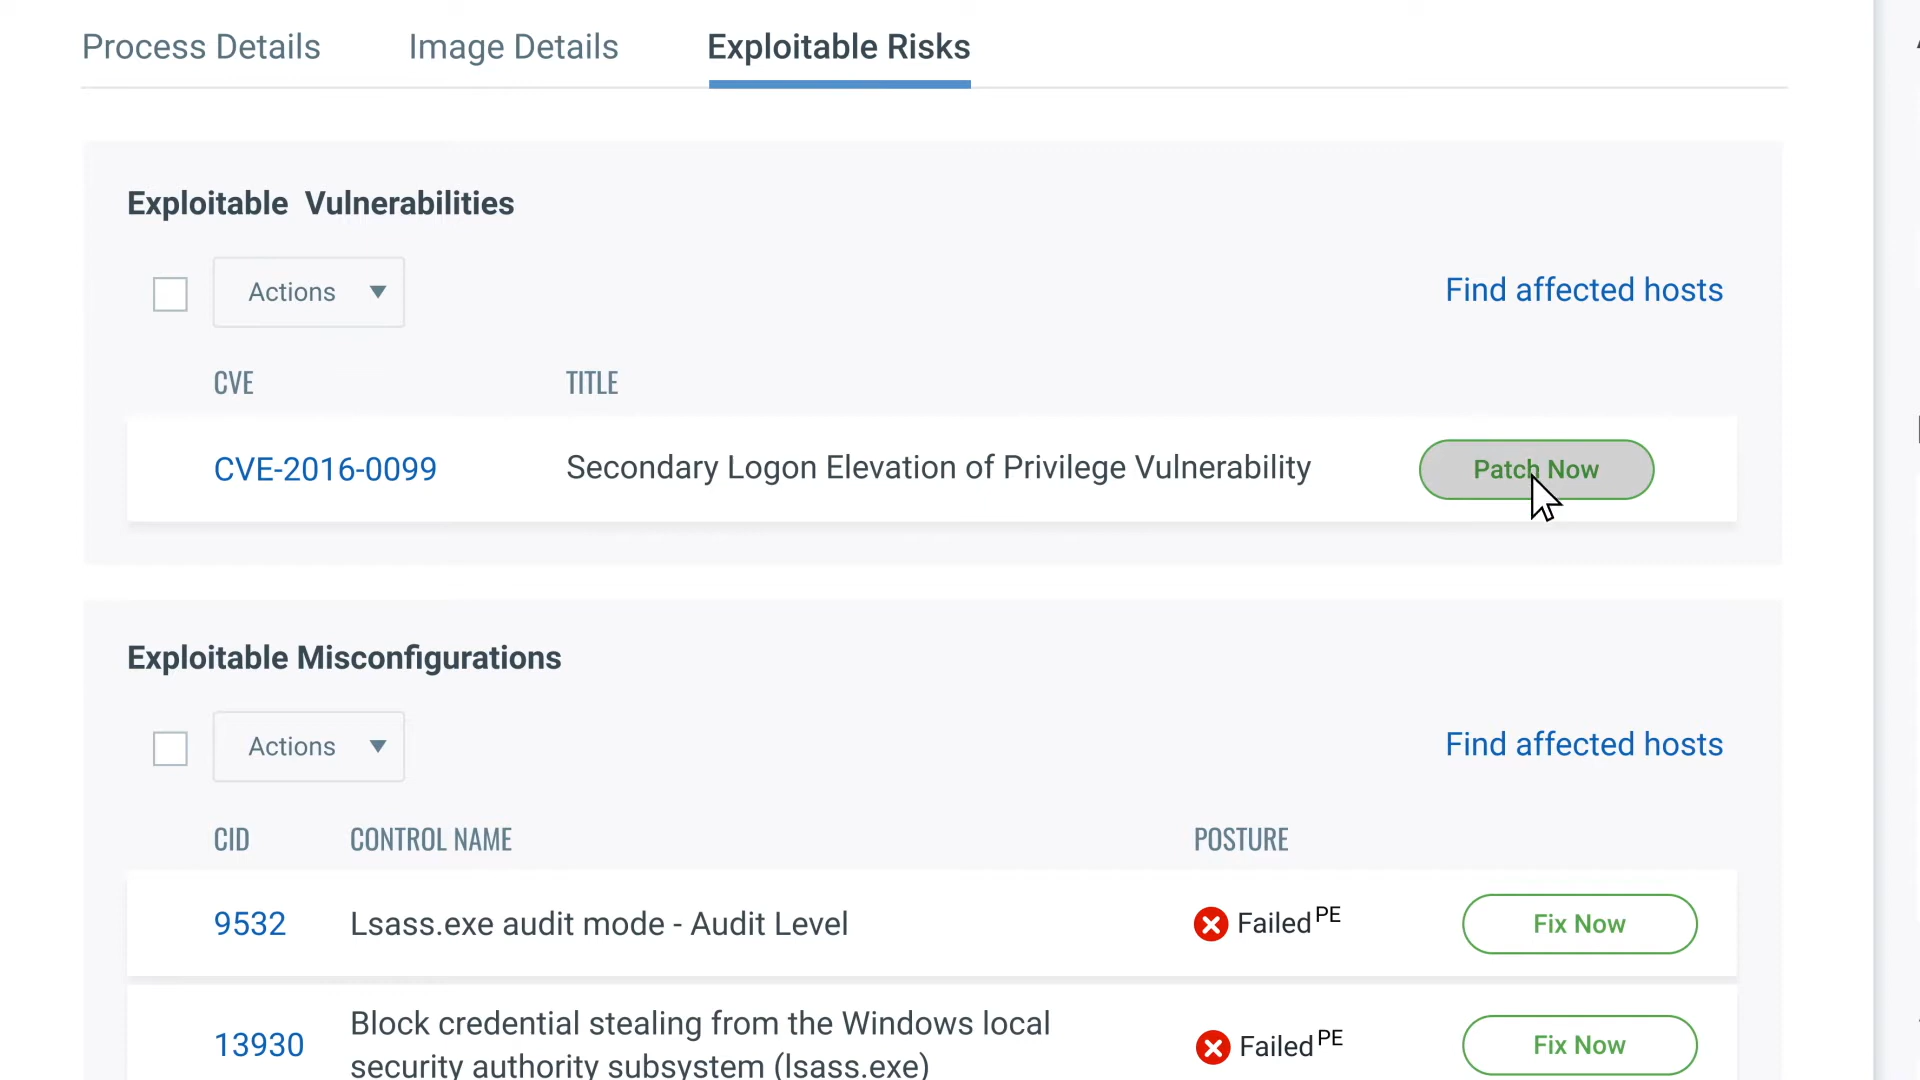 Process Details Image Details Exploitable Risks
Exploitable Vulnerabilities
Actions Find affected hosts
CVE TITLE
CVE-2016-0099 Secondary Logon Elevation of Privilege Vulnerability Patch Now
Exploitable Misconfigurations
Actions Find affected hosts
CID CONTROL NAME POSTURE
9532 Lsass.exe audit mode - Audit Level Failed PE Fix Now
13930 Block credential stealing from the Windows local security authority subsystem (lsass.exe) Failed PE Fix Now